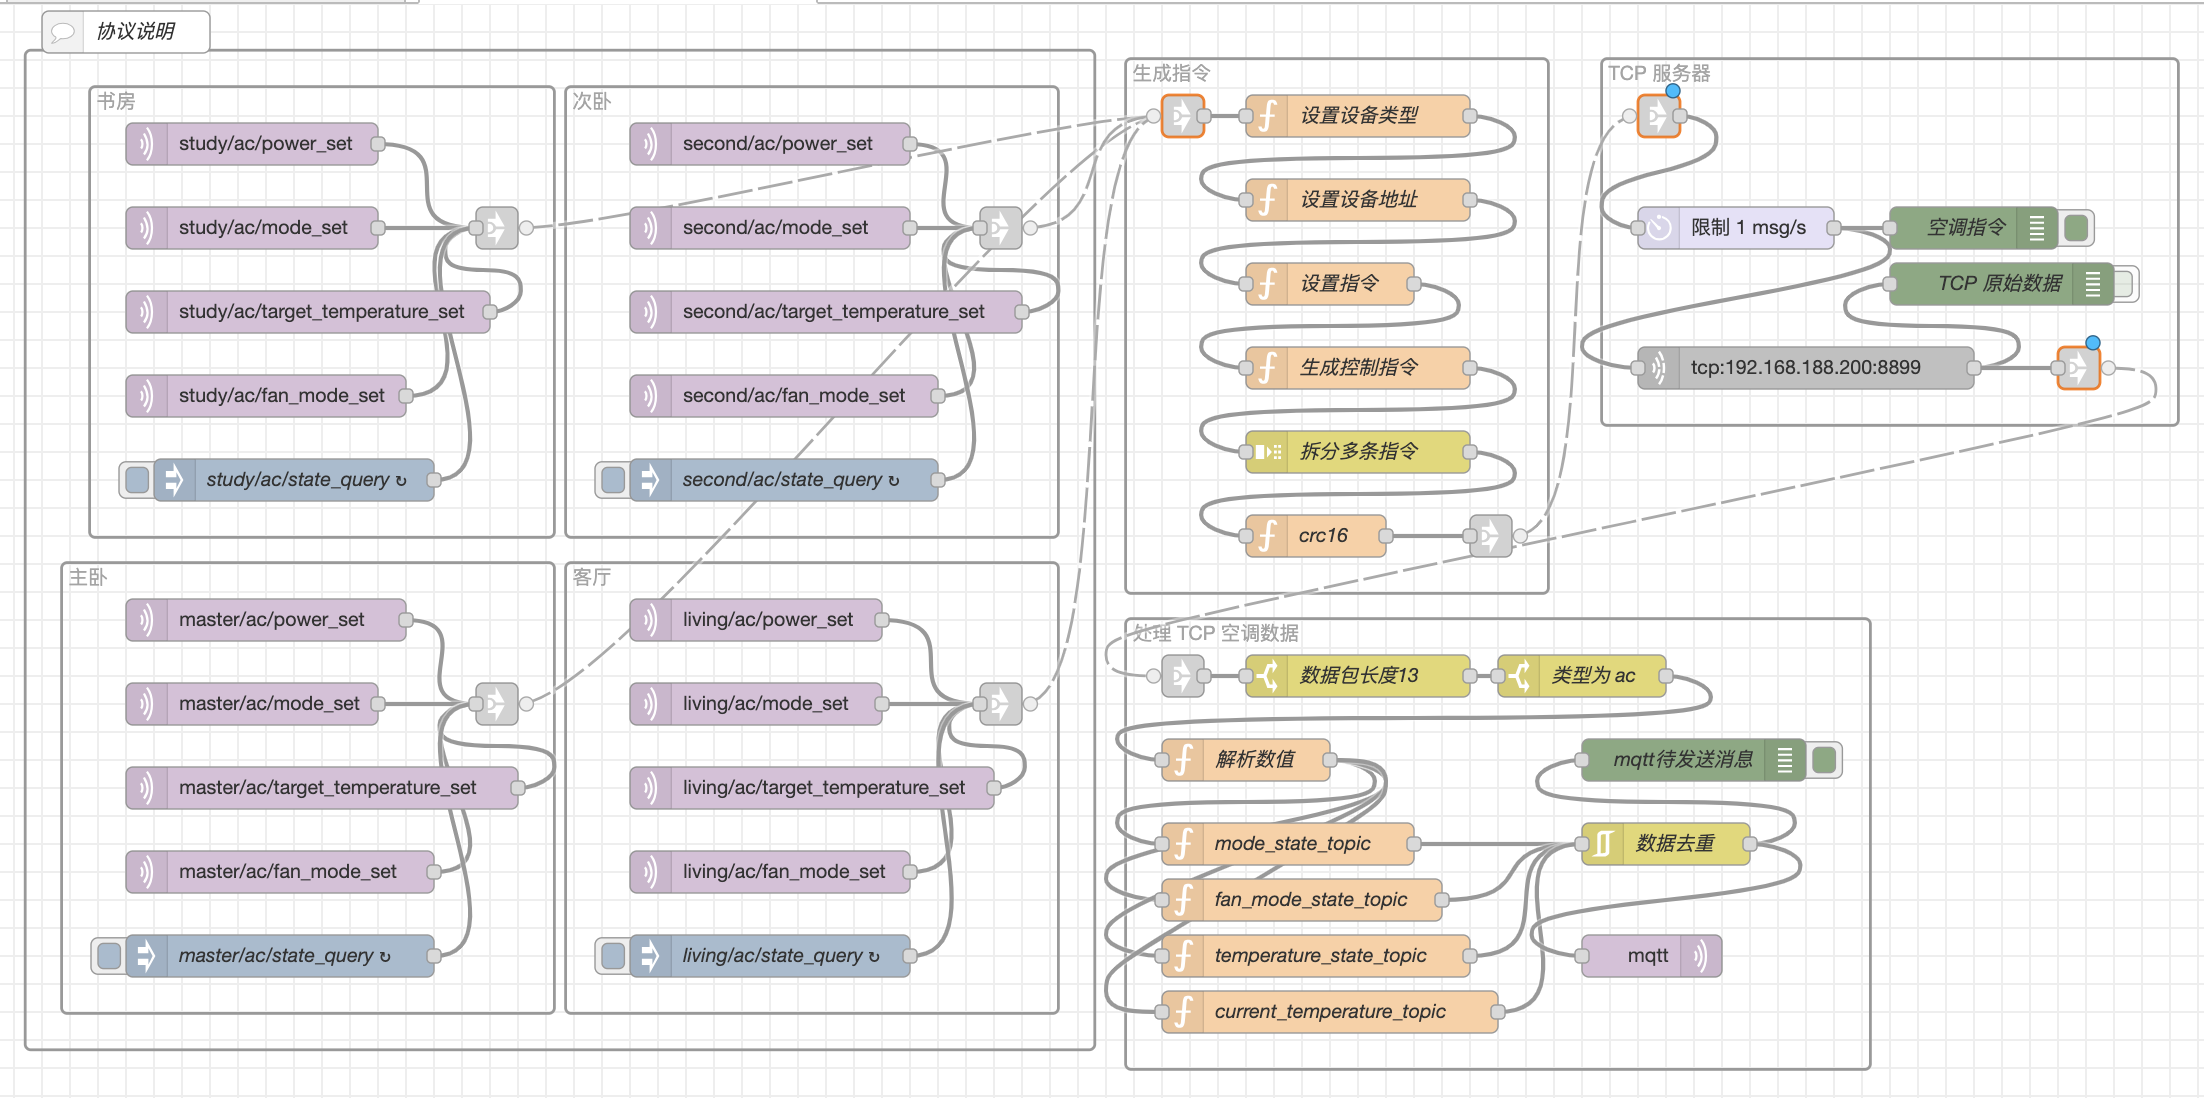 协议说明
书房
study/ac/power_set
study/ac/mode_set
study/ac/target_temperature_set
study/ac/fan_mode_set
study/ac/state_query ↻
次卧
second/ac/power_set
second/ac/mode_set
second/ac/target_temperature_set
second/ac/fan_mode_set
second/ac/state_query ↻
主卧
master/ac/power_set
master/ac/mode_set
master/ac/target_temperature_set
master/ac/fan_mode_set
master/ac/state_query ↻
客厅
living/ac/power_set
living/ac/mode_set
living/ac/target_temperature_set
living/ac/fan_mode_set
living/ac/state_query ↻
生成指令
设置设备类型
设置设备地址
设置指令
生成控制指令
拆分多条指令
crc16
TCP 服务器
限制 1 msg/s
空调指令
TCP 原始数据
tcp:192.168.188.200:8899
处理 TCP 空调数据
数据包长度13
类型为 ac
解析数值
mqtt待发送消息
mode_state_topic
数据去重
fan_mode_state_topic
temperature_state_topic
mqtt
current_temperature_topic